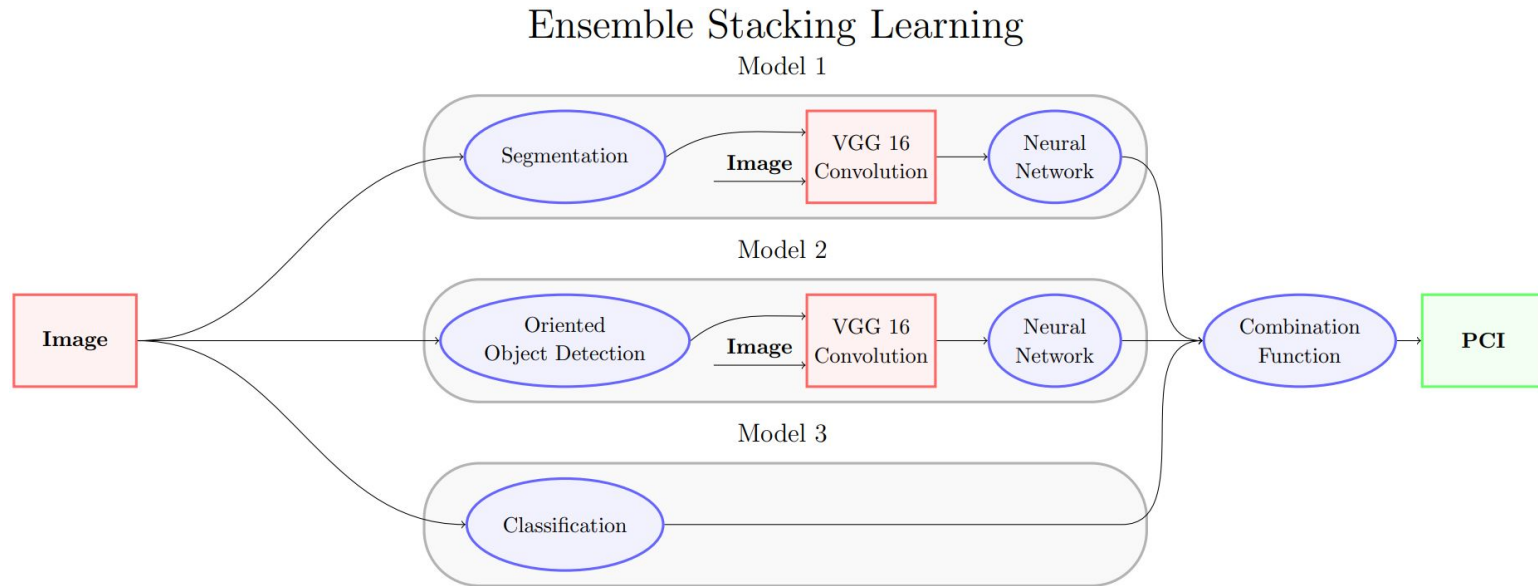 Ensemble Stacking Learning
Model 1
Segmentation
Image
VGG 16
Convolution
Neural
Network
Model 2
Image
Oriented
Object Detection
Image
VGG 16
Convolution
Neural
Network
Combination
Function
PCI
Model 3
Classification